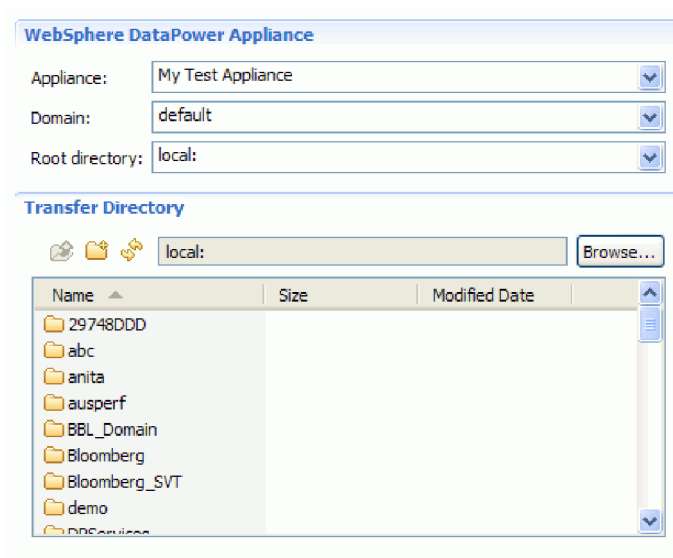 WebSphere DataPower Appliance
Appliance: My Test Appliance
Domain: default
Root directory: local:
Transfer Directory
local: Browse...
Name Size Modified Date
29748DDD
abc
anita
ausperf
BBL_Domain
Bloomberg
Bloomberg_SVT
demo